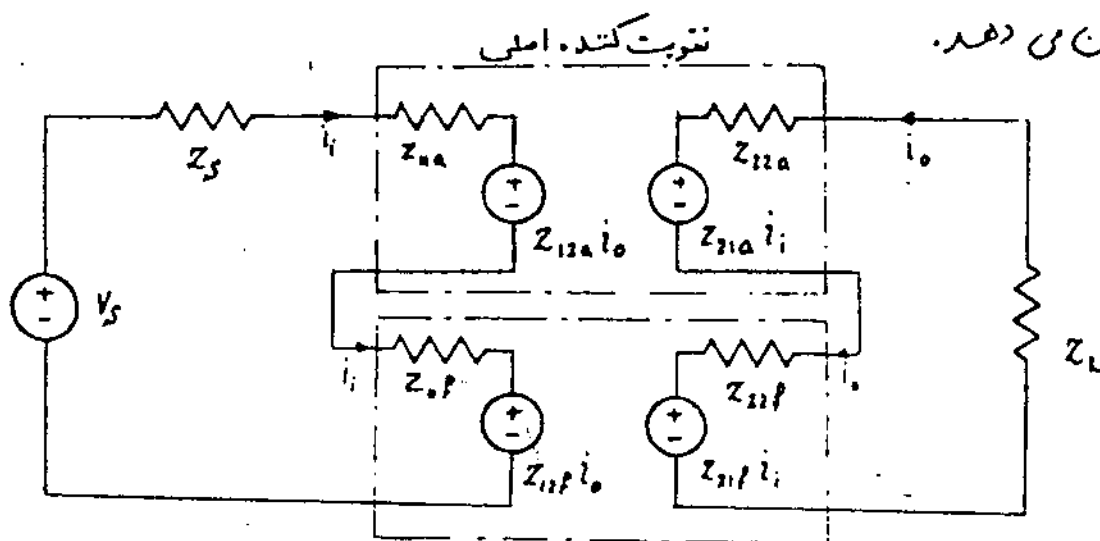 ن می دهد.
تقویت کننده اصلی
i_i
Z_S
Z_11a
Z_12a i_o
Z_22a
Z_21a i_i
i_o
V_S
i_i
Z_11f
Z_12f i_o
Z_22f
Z_21f i_i
i_o
Z_L